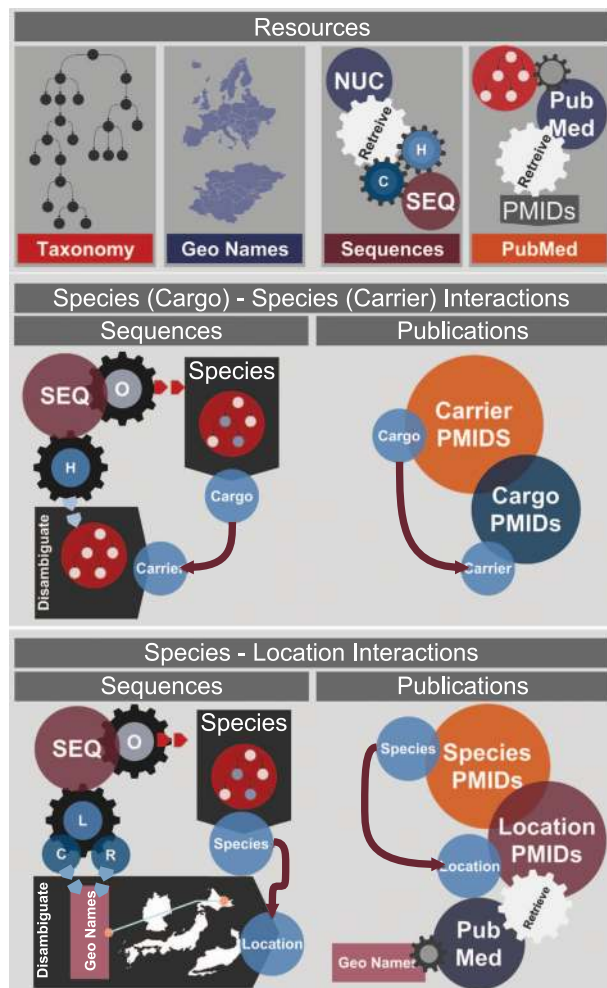 Resources
NUC
Retreive
H
C
SEQ
Pub
Med
Retreive
PMIDs
Taxonomy
Geo Names
Sequences
PubMed
Species (Cargo) - Species (Carrier) Interactions
Sequences
Publications
SEQ
O
Species
H
Cargo
Disambiguate
Carrier
Carrier
PMIDS
Cargo
Cargo
PMIDs
Carrier
Species - Location Interactions
Sequences
Publications
SEQ
O
Species
L
C
R
Species
Disambiguate
Geo Names
Location
Species
Species
PMIDs
Location
PMIDs
Location
Retrieve
Pub
Med
Geo Names